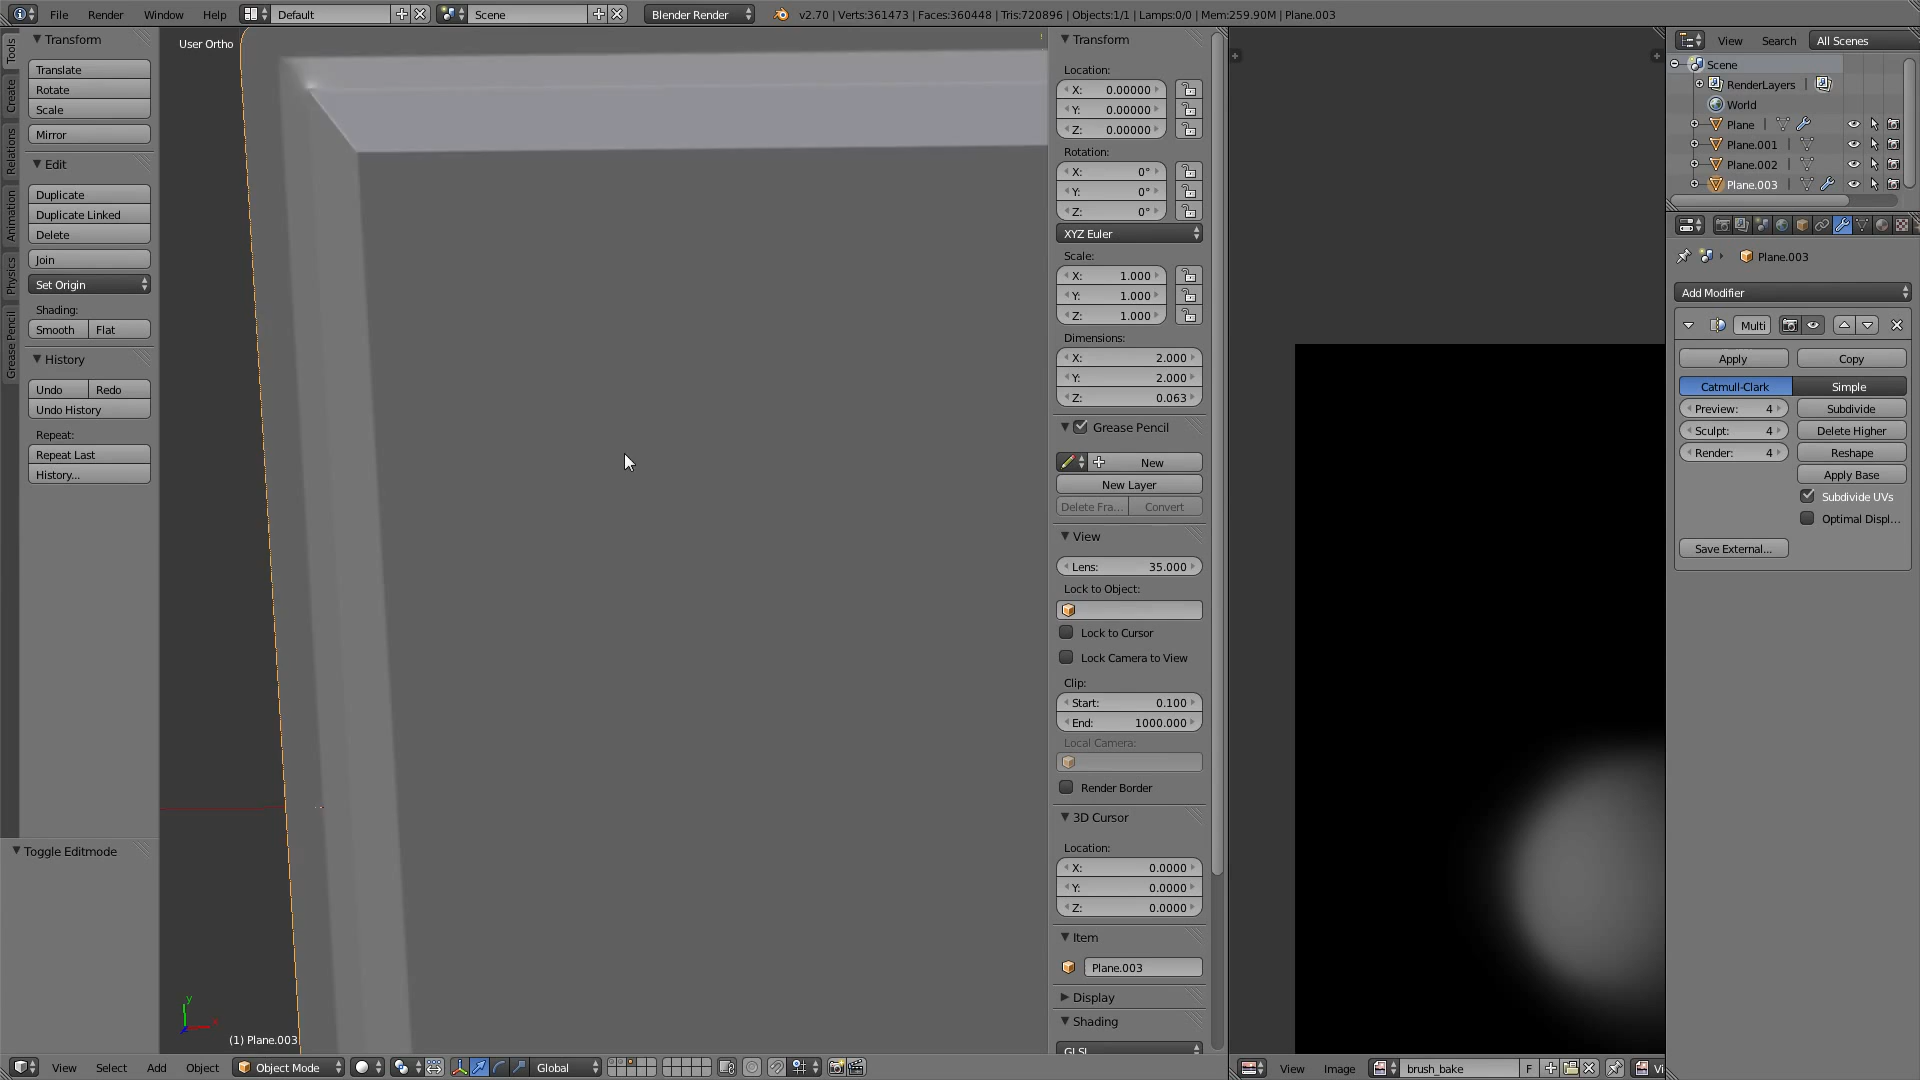 File Render Window Help Default Scene Blender Render v2.70 | Verts:361473 | Faces:360448 | Tris:720896 | Objects:1/1 | Lamps:0/0 | Mem:259.90M | Plane.003
Tools
Create
Relations
Animation
Physics
Grease Pencil
Transform
Translate
Rotate
Scale
Mirror
Edit
Duplicate
Duplicate Linked
Delete
Join
Set Origin
Shading:
Smooth Flat
History
Undo Redo
Undo History
Repeat:
Repeat Last
History...
Toggle Editmode
User Ortho
y
x
(1) Plane.003
Transform
Location:
X: 0.00000
Y: 0.00000
Z: 0.00000
Rotation:
X: 0°
Y: 0°
Z: 0°
XYZ Euler
Scale:
X: 1.000
Y: 1.000
Z: 1.000
Dimensions:
X: 2.000
Y: 2.000
Z: 0.063
Grease Pencil
New
New Layer
Delete Fra... Convert
View
Lens: 35.000
Lock to Object:
Lock to Cursor
Lock Camera to View
Clip:
Start: 0.100
End: 1000.000
Local Camera:
Render Border
3D Cursor
Location:
X: 0.0000
Y: 0.0000
Z: 0.0000
Item
Plane.003
Display
Shading
GLSL
View Search All Scenes
Scene
RenderLayers |
World
Plane |
Plane.001 |
Plane.002 |
Plane.003 |
Plane.003
Add Modifier
Multi
Apply Copy
Catmull-Clark Simple
Preview: 4 Subdivide
Sculpt: 4 Delete Higher
Render: 4 Reshape
Apply Base
Subdivide UVs
Optimal Displ...
Save External...
View Select Add Object Object Mode Global
View Image brush_bake F Vi